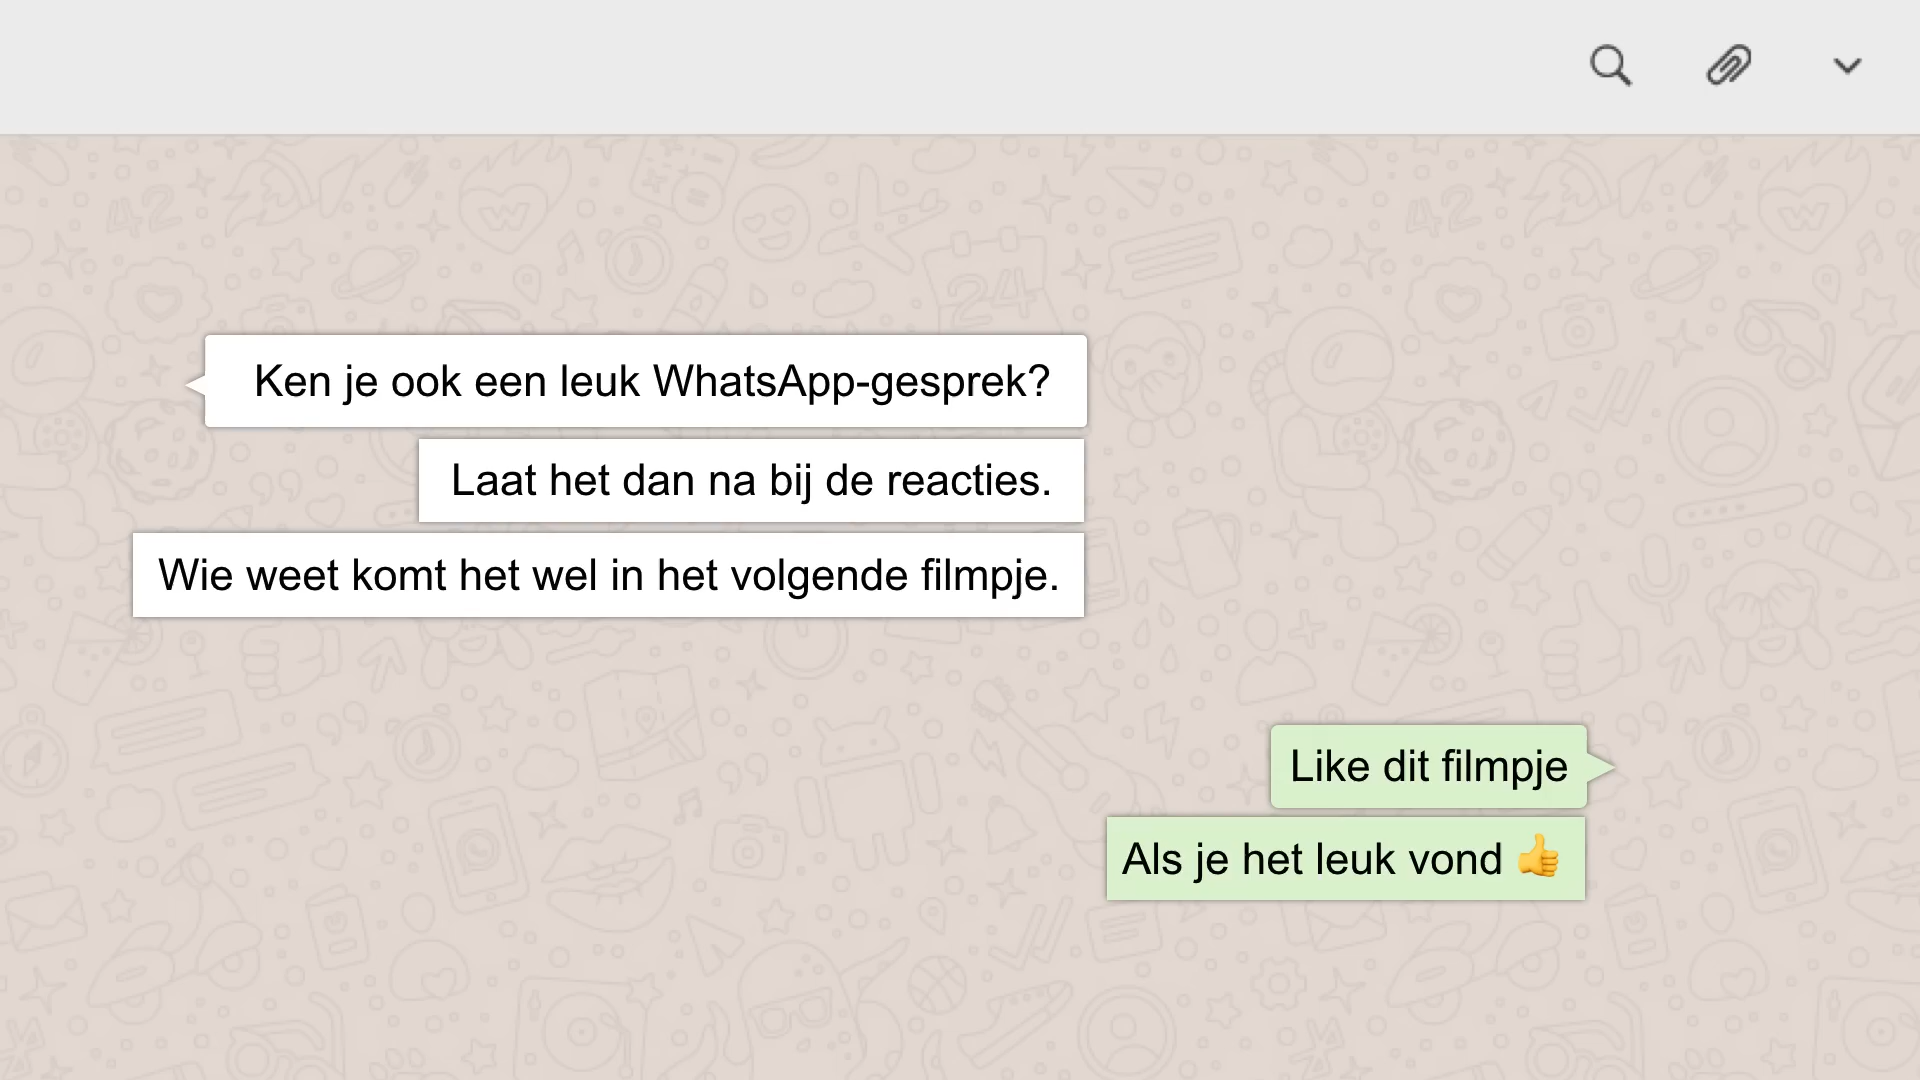 Ken je ook een leuk WhatsApp-gesprek?
Laat het dan na bij de reacties.
Wie weet komt het wel in het volgende filmpje.
Like dit filmpje
Als je het leuk vond 👍